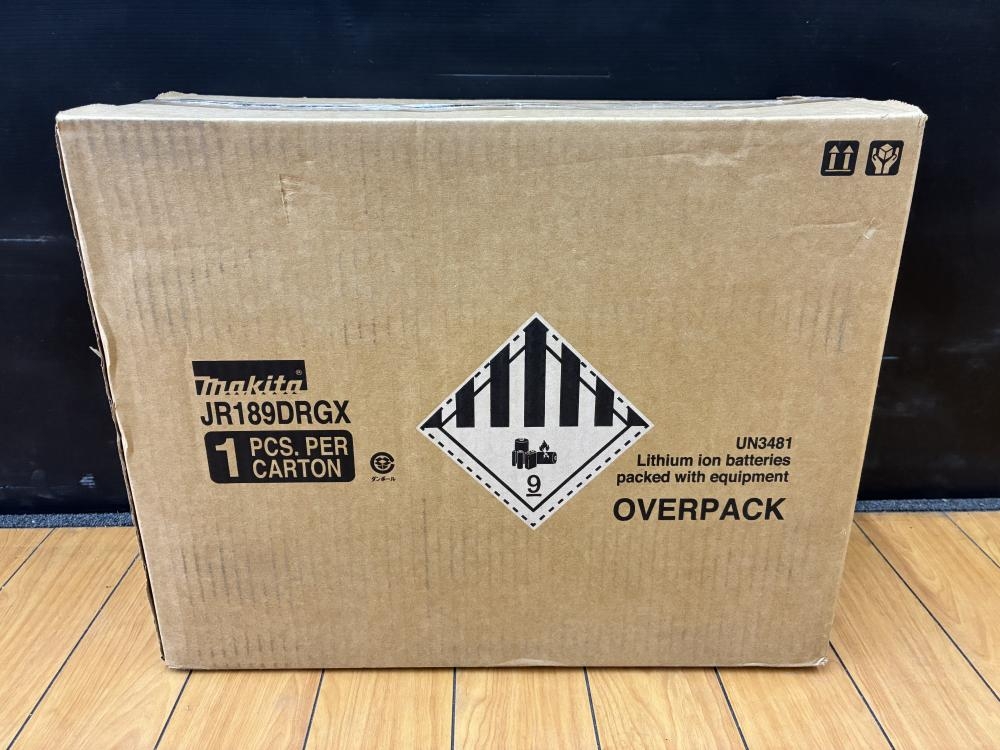 makita®
JR189DRGX
1 PCS. PER
CARTON
ダンボール
9
UN3481
Lithium ion batteries
packed with equipment
OVERPACK